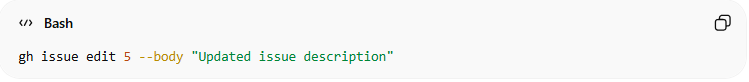 Bash
gh issue edit 5 --body "Updated issue description"